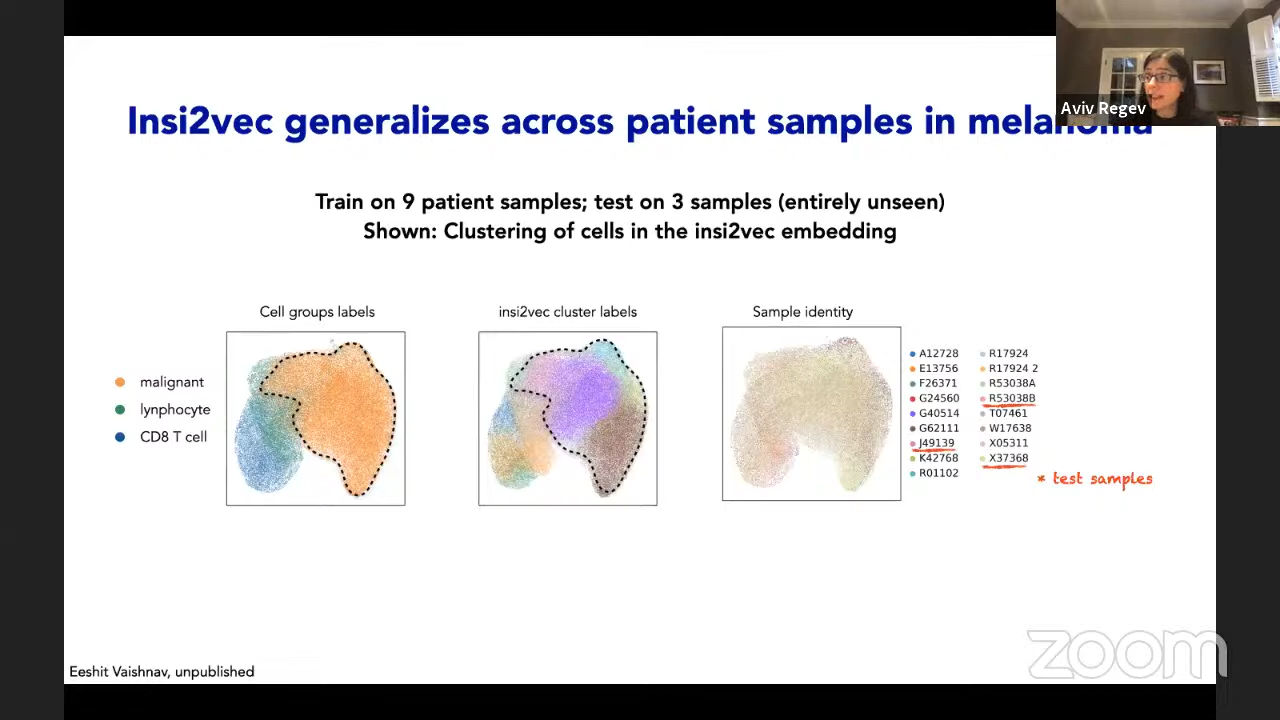 Aviv Regev
Insi2vec generalizes across patient samples in melanoma
Train on 9 patient samples; test on 3 samples (entirely unseen)
Shown: Clustering of cells in the insi2vec embedding
Cell groups labels
insi2vec cluster labels
Sample identity
malignant
lynphocyte
CD8 T cell
A12728
E13756
F26371
G24560
G40514
G62111
J49139
K42768
R01102
R17924
R17924 2
R53038A
R53038B
T07461
W17638
X05311
X37368
* test samples
Eeshit Vaishnav, unpublished
zoom